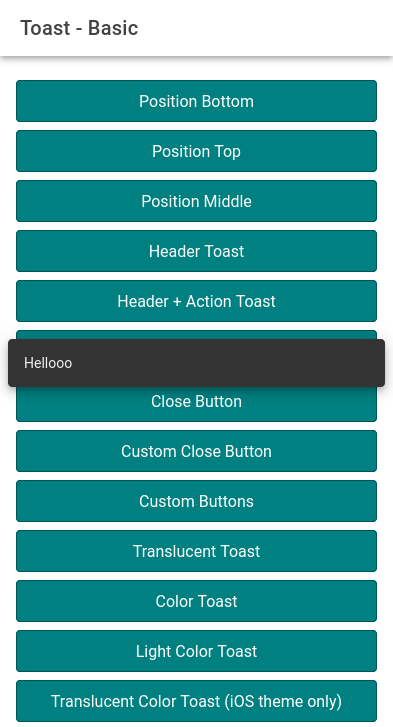 Toast - Basic
Position Bottom
Position Top
Position Middle
Header Toast
Header + Action Toast
Hellooo
Close Button
Custom Close Button
Custom Buttons
Translucent Toast
Color Toast
Light Color Toast
Translucent Color Toast (iOS theme only)